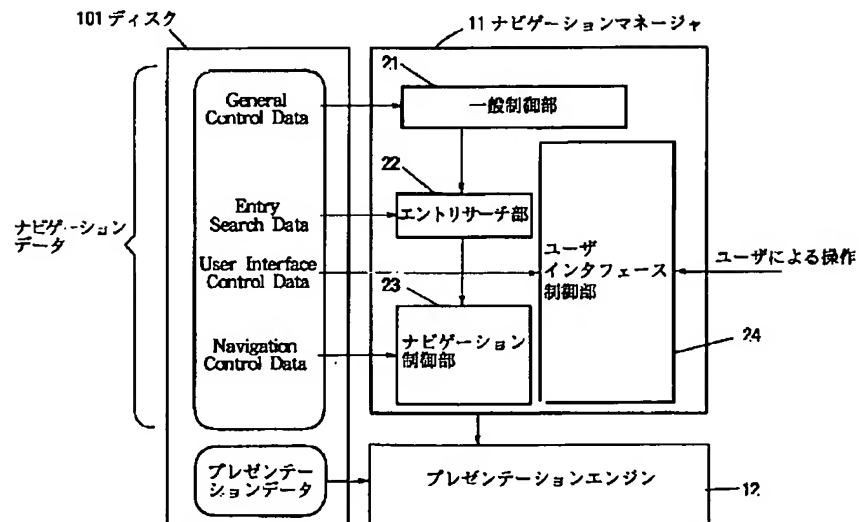 101 ディスク
11 ナビゲーションマネージャ
21
一般制御部
General
Control Data
22
エントリサーチ部
Entry
Search Data
ナビゲーション
データ
User Interface
Control Data
ユーザ
インタフェース
制御部
ユーザによる操作
23
ナビゲーション
制御部
Navigation
Control Data
24
プレゼンテー
ションデータ
プレゼンテーションエンジン
12